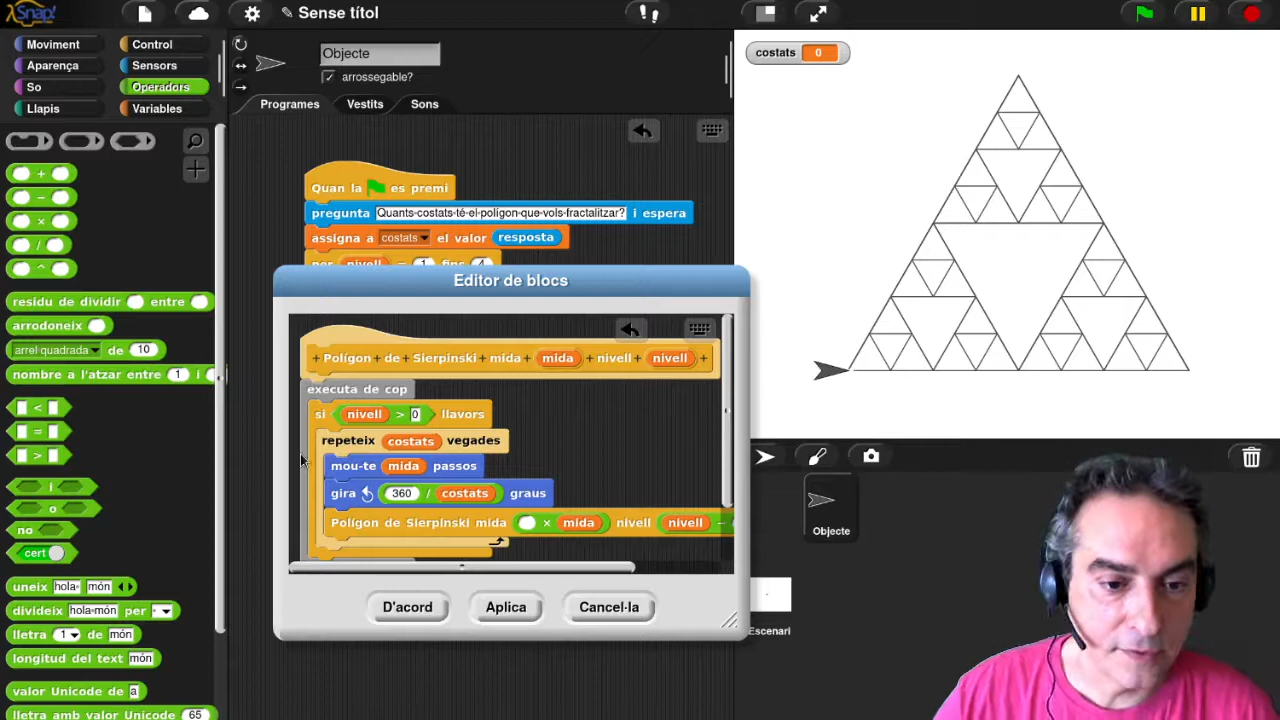 Snap!
Sense títol
Moviment
Control
Aparença
Sensors
So
Operadors
Llapis
Variables
Objecte
arrossegable?
Programes
Vestits
Sons
Quan la es premi
pregunta Quants·costats·té·el·polígon·que·vols·fractalitzar? i espera
assigna a costats el valor resposta
per nivell = 1 fins 4
Editor de blocs
+ Polígon + de + Sierpinski + mida mida + nivell + nivell +
executa de cop
si nivell > 0 llavors
repeteix costats vegades
mou-te mida passos
gira 360 / costats graus
Polígon de Sierpinski mida × mida nivell nivell −
D'acord
Aplica
Cancel·la
+
−
×
/
^
residu de dividir entre
arrodoneix
arrel quadrada de 10
nombre a l'atzar entre 1 i
<
=
>
i
o
no
cert
uneix hola· món
divideix hola·món per ·
lletra 1 de món
longitud del text món
valor Unicode de a
lletra amb valor Unicode 65
costats 0
Objecte
Escenari